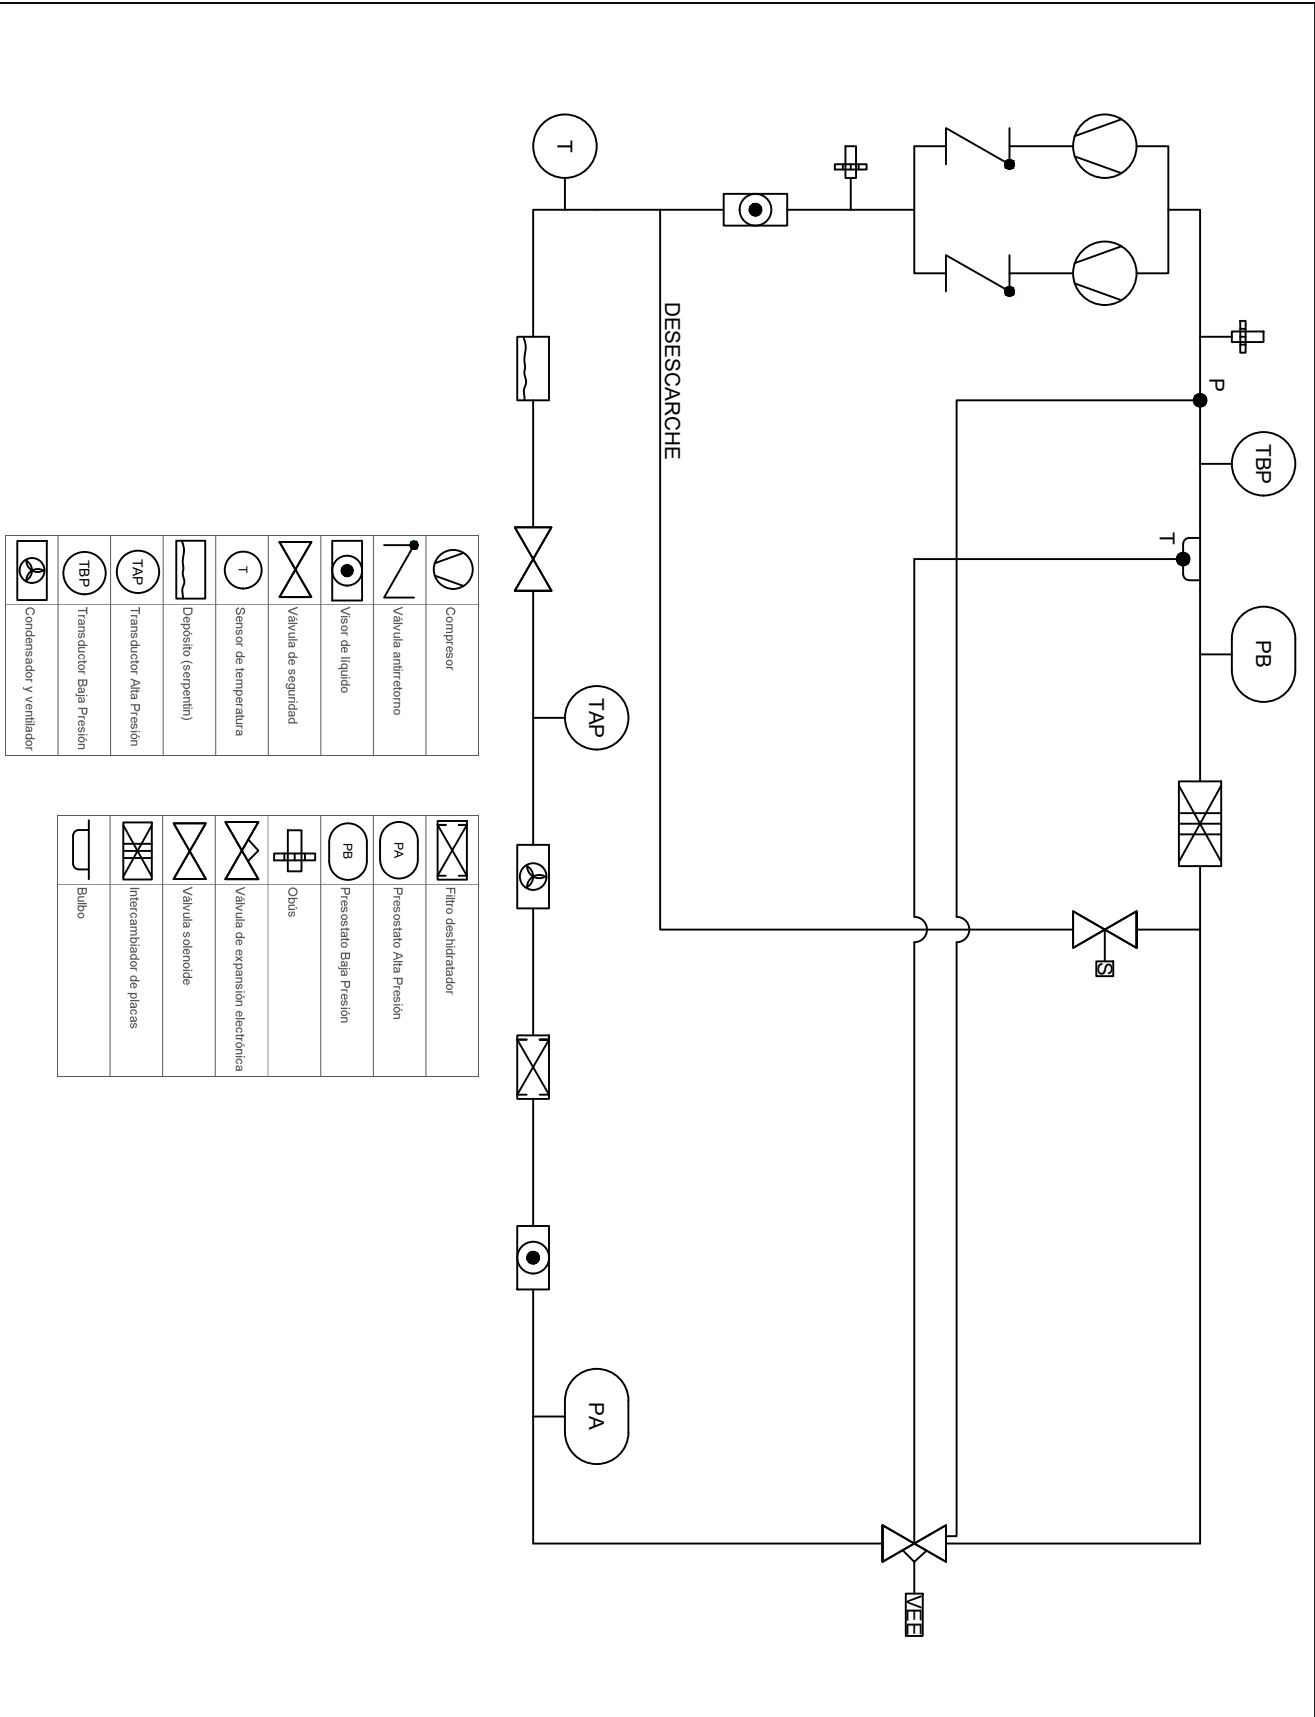 T
DESESCARCHE
P
TBP
T
PB
TAP
S
PA
VEE
Compresor
Válvula antirretorno
Visor de líquido
Válvula de seguridad
T
Sensor de temperatura
Depósito (serpentin)
TAP
Transductor Alta Presión
TBP
Transductor Baja Presión
Condensador y ventilador
Filtro deshidratador
PA
Presostato Alta Presión
PB
Presostato Baja Presión
Obús
Válvula de expansión electrónica
Válvula solenoide
Intercambiador de placas
Bulbo